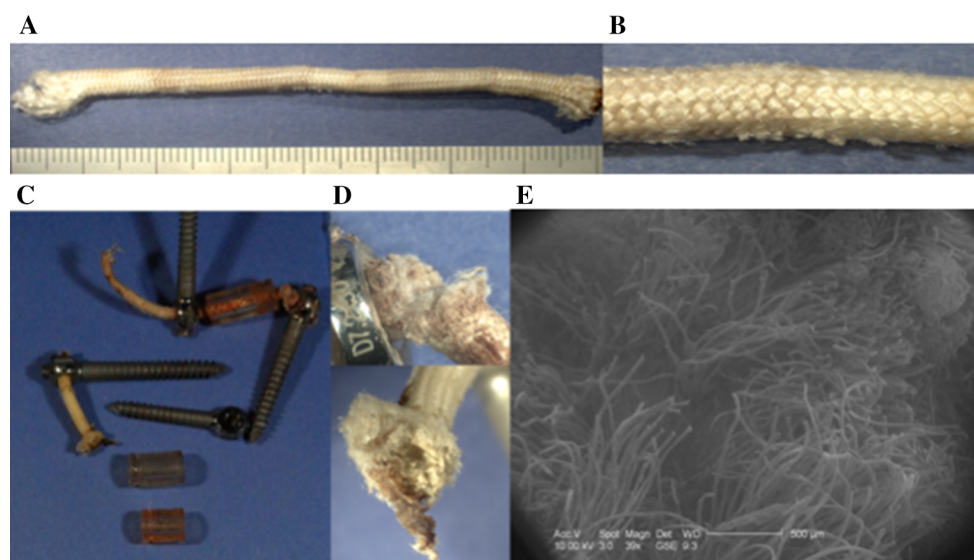 A
B
C
D
E
Acc.V Spot Magn Det WD
10.00 kV 3.0 39x GSE 9.3
500 µm